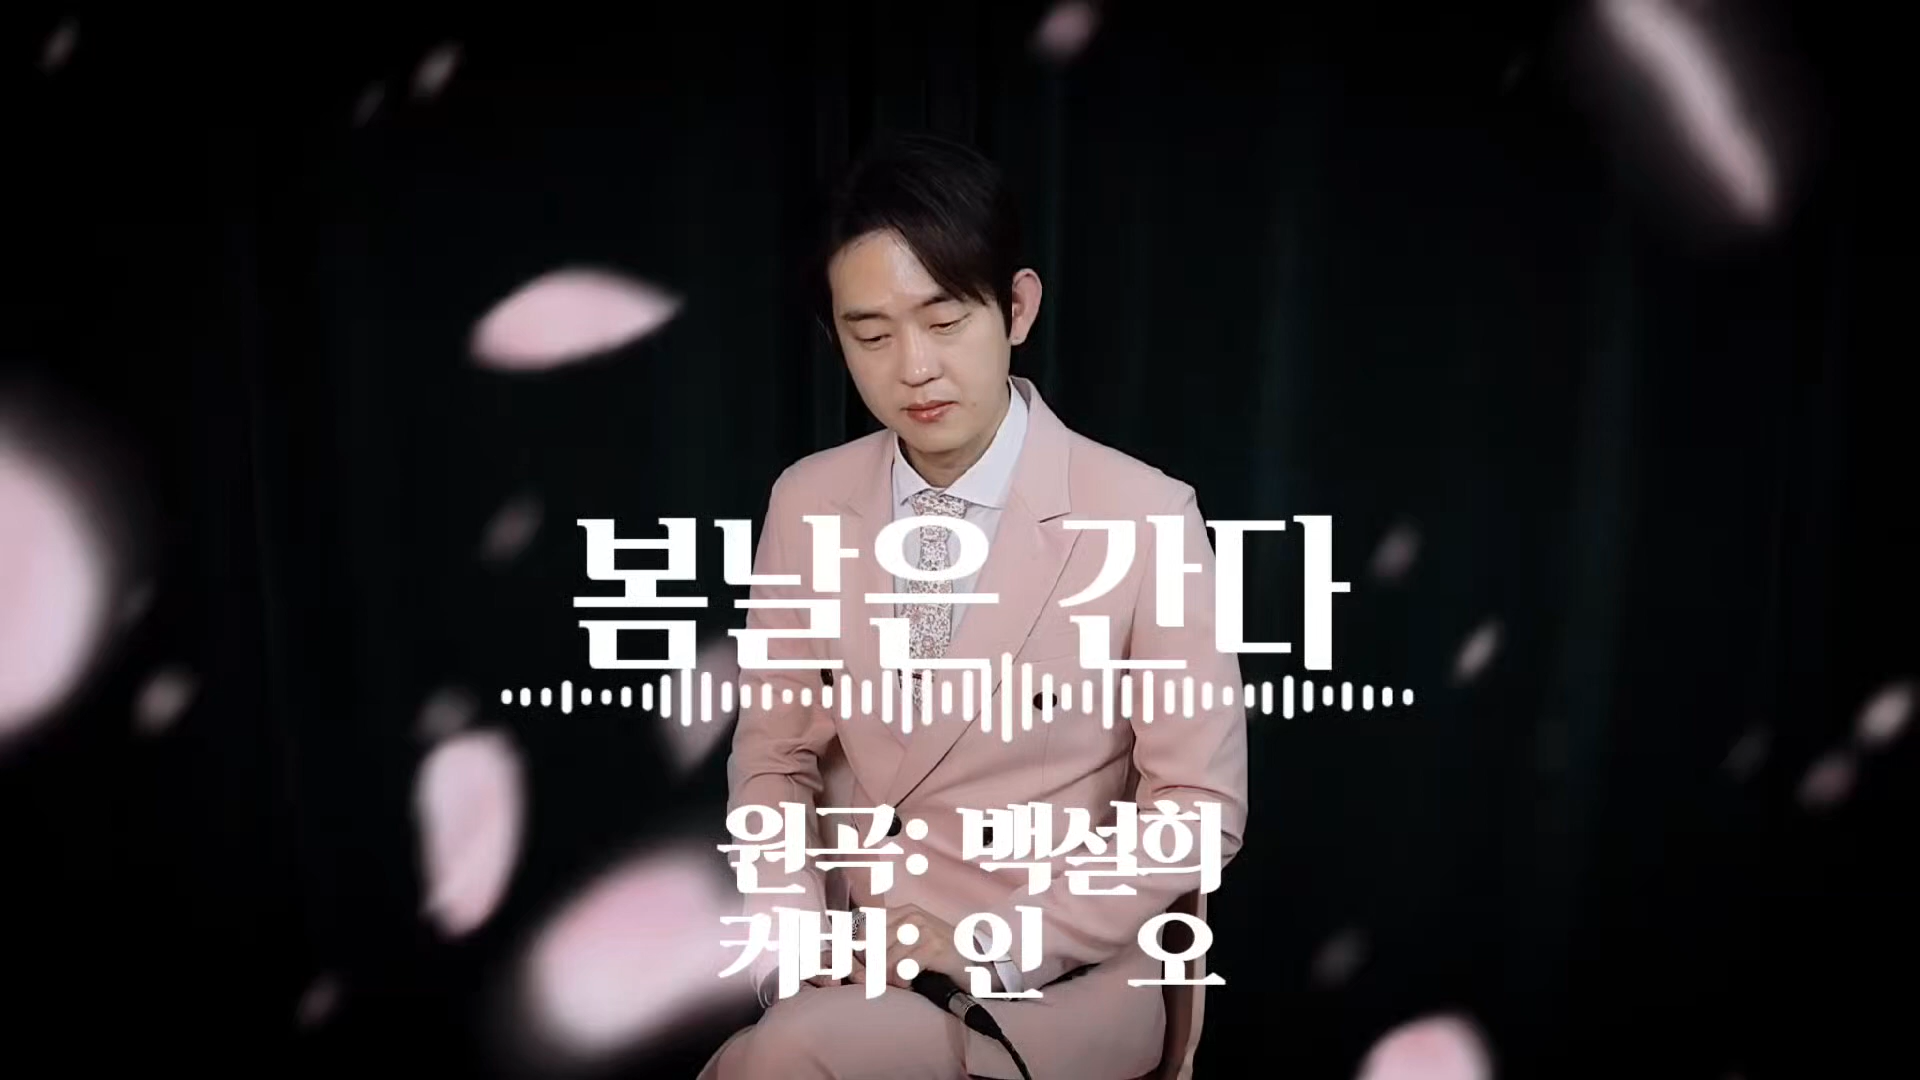 봄날은 간다
원곡: 백설희
커버: 인 오